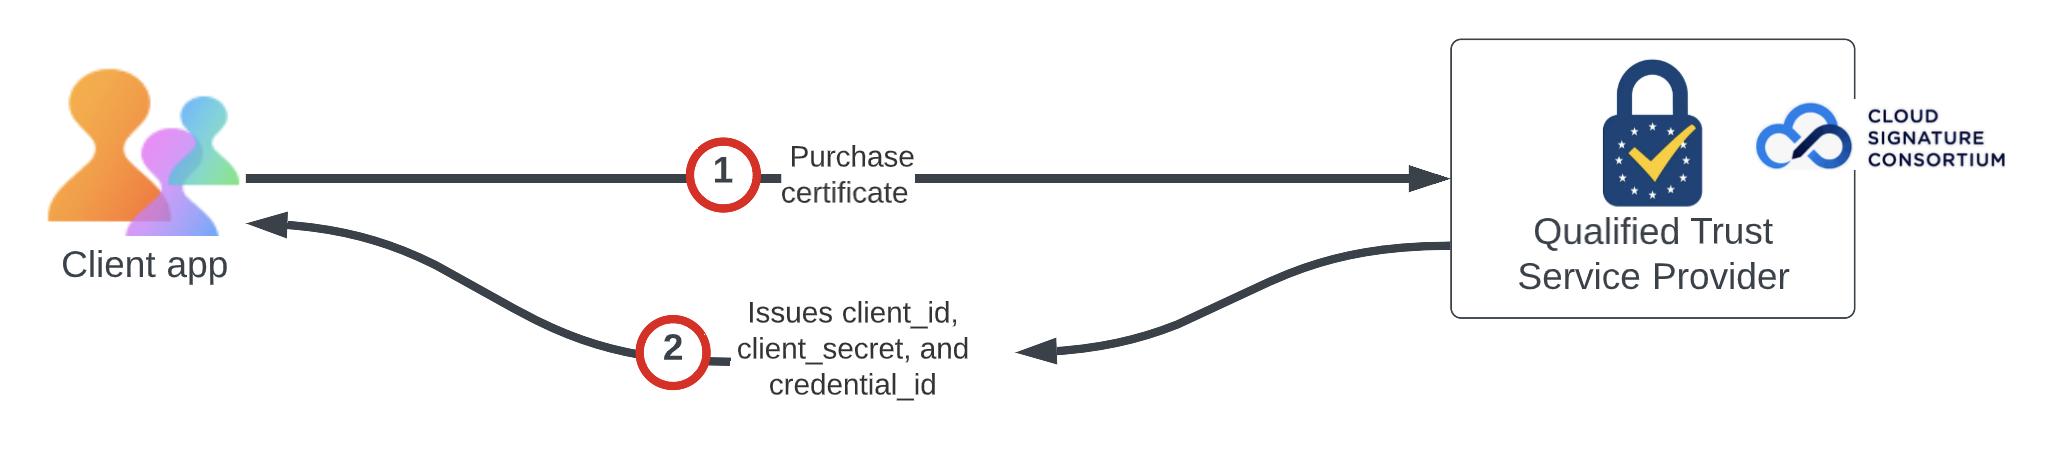 Client app
1
Purchase
certificate
2
Issues client_id,
client_secret, and
credential_id
CLOUD
SIGNATURE
CONSORTIUM
Qualified Trust
Service Provider